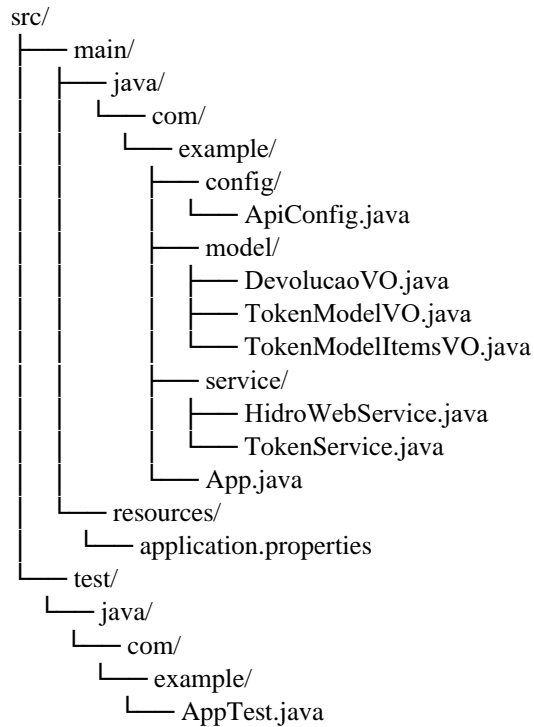 src/
├── main/
│ ├── java/
│ │ └── com/
│ │ └── example/
│ │ ├── config/
│ │ │ └── ApiConfig.java
│ │ ├── model/
│ │ │ ├── DevolucaoVO.java
│ │ │ ├── TokenModelVO.java
│ │ │ └── TokenModelItemsVO.java
│ │ ├── service/
│ │ │ ├── HidroWebService.java
│ │ │ └── TokenService.java
│ │ └── App.java
│ └── resources/
│ └── application.properties
└── test/
└── java/
└── com/
└── example/
└── AppTest.java